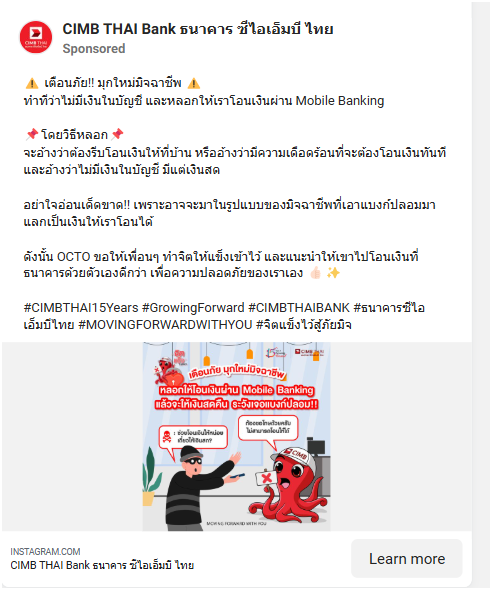 CIMB THAI Bank ธนาคาร ซีไอเอ็มบี ไทย
Sponsored
⚠️ เตือนภัย!! มุกใหม่มิจฉาชีพ ⚠️
ทำทีว่าไม่มีเงินในบัญชี และหลอกให้เราโอนเงินผ่าน Mobile Banking
📌โดยวิธีหลอก📌
จะอ้างว่าต้องรีบโอนเงินให้ที่บ้าน หรืออ้างว่ามีความเดือดร้อนที่จะต้องโอนเงินทันที
และอ้างว่าไม่มีเงินในบัญชี มีแต่เงินสด
อย่าใจอ่อนเด็ดขาด!! เพราะอาจจะมาในรูปแบบของมิจฉาชีพที่เอาแบงก์ปลอมมา
แลกเป็นเงินให้เราโอนได้
ดังนั้น OCTO ขอให้เพื่อนๆ ทำจิตให้แข็งเข้าไว้ และแนะนำให้เขาไปโอนเงินที่
ธนาคารด้วยตัวเองดีกว่า เพื่อความปลอดภัยของเราเอง 👍🏻 ✨
#CIMBTHAI15Years #GrowingForward #CIMBTHAIBANK #ธนาคารซีไอ
เอ็มบีไทย #MOVINGFORWARDWITHYOU #จิตแข็งไว้สู้ภัยมิจ
CIMB THAI
เตือนภัย มุกใหม่มิจฉาชีพ
หลอกให้โอนเงินผ่าน Mobile Banking
แล้วจะให้เงินสดคืน ระวังเจอแบงก์ปลอม!!
: ช่วยโอนเงินให้หน่อย
เดี๋ยวให้เงินสด?
ต้องขอโทษด้วยครับ
ไม่สามารถโอนให้ได้
CIMB
MOVING FORWARD WITH YOU
INSTAGRAM.COM
CIMB THAI Bank ธนาคาร ซีไอเอ็มบี ไทย
Learn more